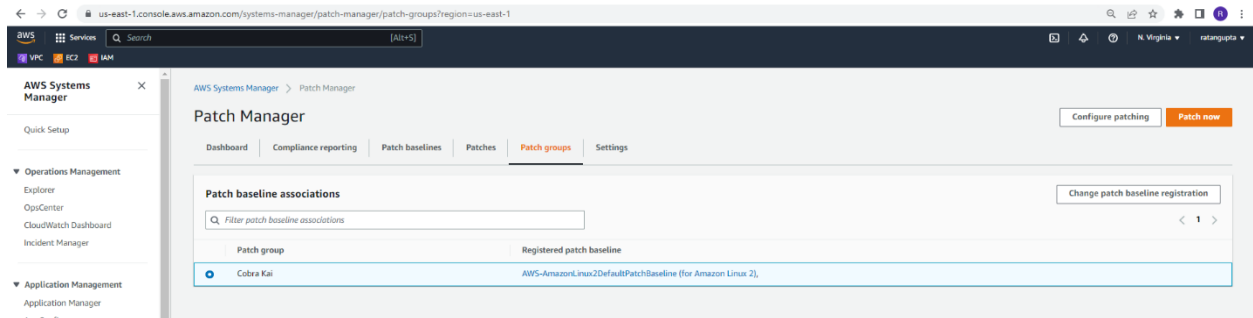 us-east-1.console.aws.amazon.com/systems-manager/patch-manager/patch-groups?region=us-east-1
R
aws Services Search [Alt+S] N. Virginia ratangupta
VPC EC2 IAM
AWS Systems Manager
Quick Setup
Operations Management
Explorer
OpsCenter
CloudWatch Dashboard
Incident Manager
Application Management
Application Manager
AWS Systems Manager > Patch Manager
Patch Manager
Configure patching Patch now
Dashboard Compliance reporting Patch baselines Patches Patch groups Settings
Patch baseline associations
Change patch baseline registration
Filter patch baseline associations
< 1 >
Patch group Registered patch baseline
Cobra Kai AWS-AmazonLinux2DefaultPatchBaseline (for Amazon Linux 2),